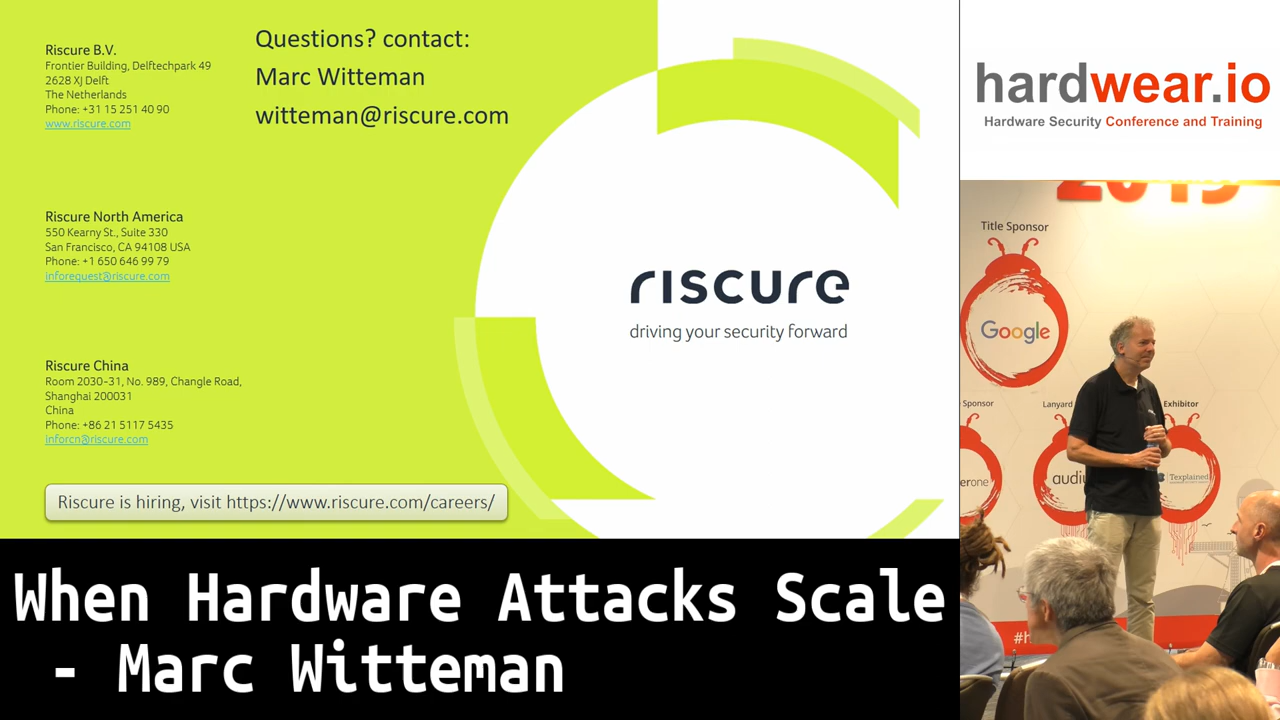 Riscure B.V.
Frontier Building, Delftechpark 49
2628 XJ Delft
The Netherlands
Phone: +31 15 251 40 90
www.riscure.com
Questions? contact:
Marc Witteman
witteman@riscure.com
Riscure North America
550 Kearny St., Suite 330
San Francisco, CA 94108 USA
Phone: +1 650 646 99 79
inforequest@riscure.com
Riscure China
Room 2030-31, No. 989, Changle Road,
Shanghai 200031
China
Phone: +86 21 5117 5435
inforcn@riscure.com
Riscure is hiring, visit https://www.riscure.com/careers/
riscure
driving your security forward
hardwear.io
Hardware Security Conference and Training
2019
Title Sponsor
Google
Sponsor
Lanyard
Exhibitor
erone
audiu
Texplained
#h
When Hardware Attacks Scale
- Marc Witteman